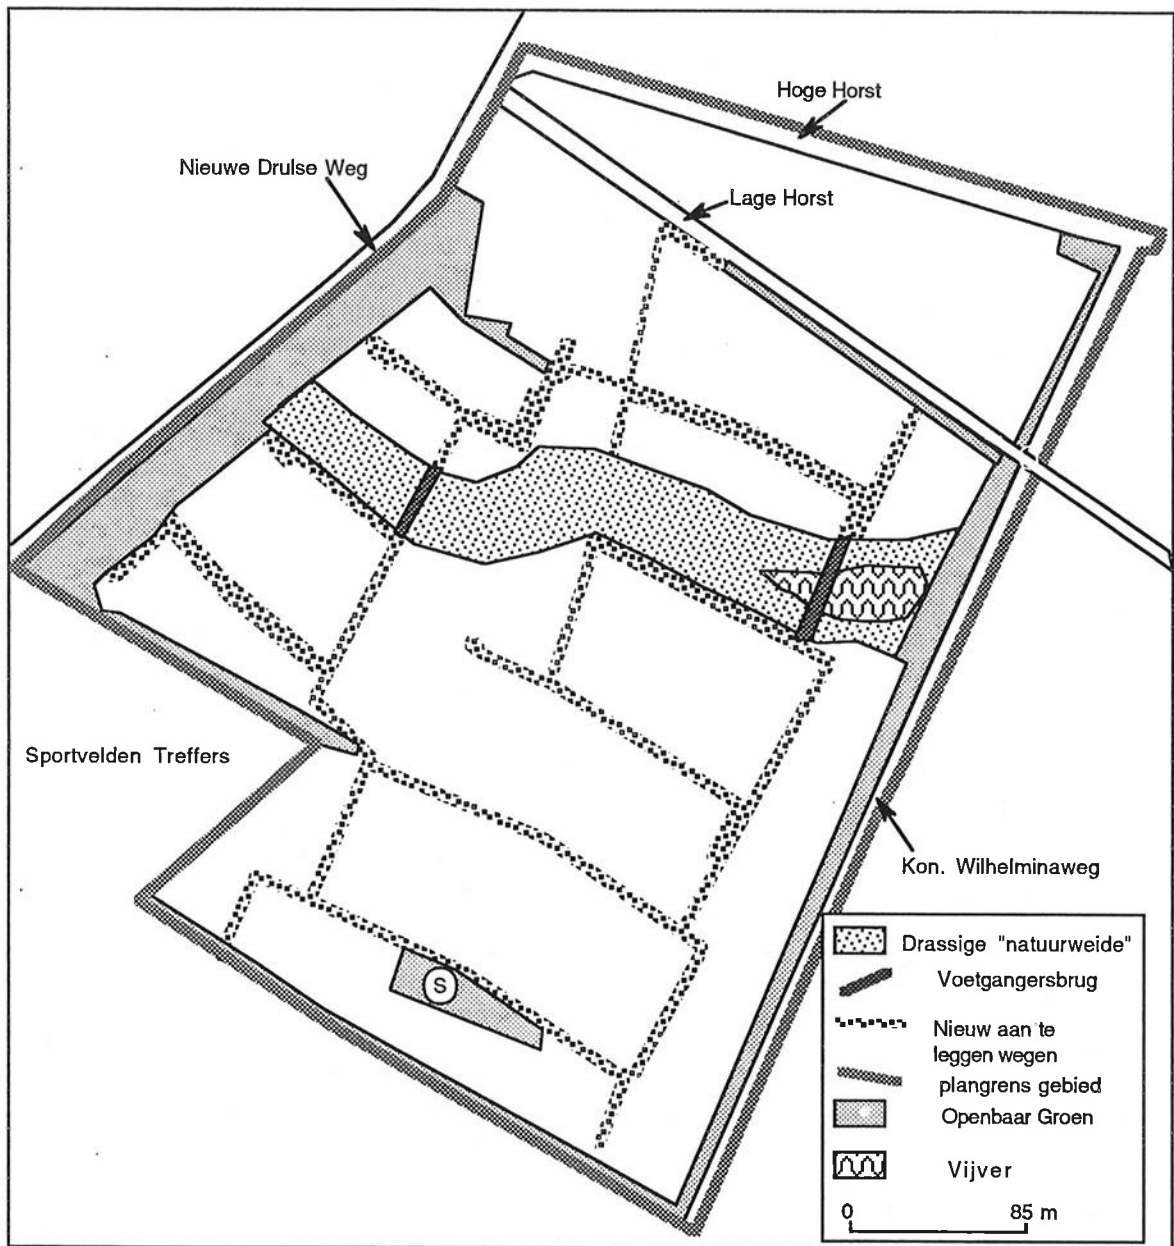 Hoge Horst
Nieuwe Drulse Weg
Lage Horst
Sportvelden Treffers
Kon. Wilhelminaweg
S
Drassige "natuurweide"
Voetgangersbrug
Nieuw aan te
leggen wegen
plangrens gebied
Openbaar Groen
Vijver
0 85 m